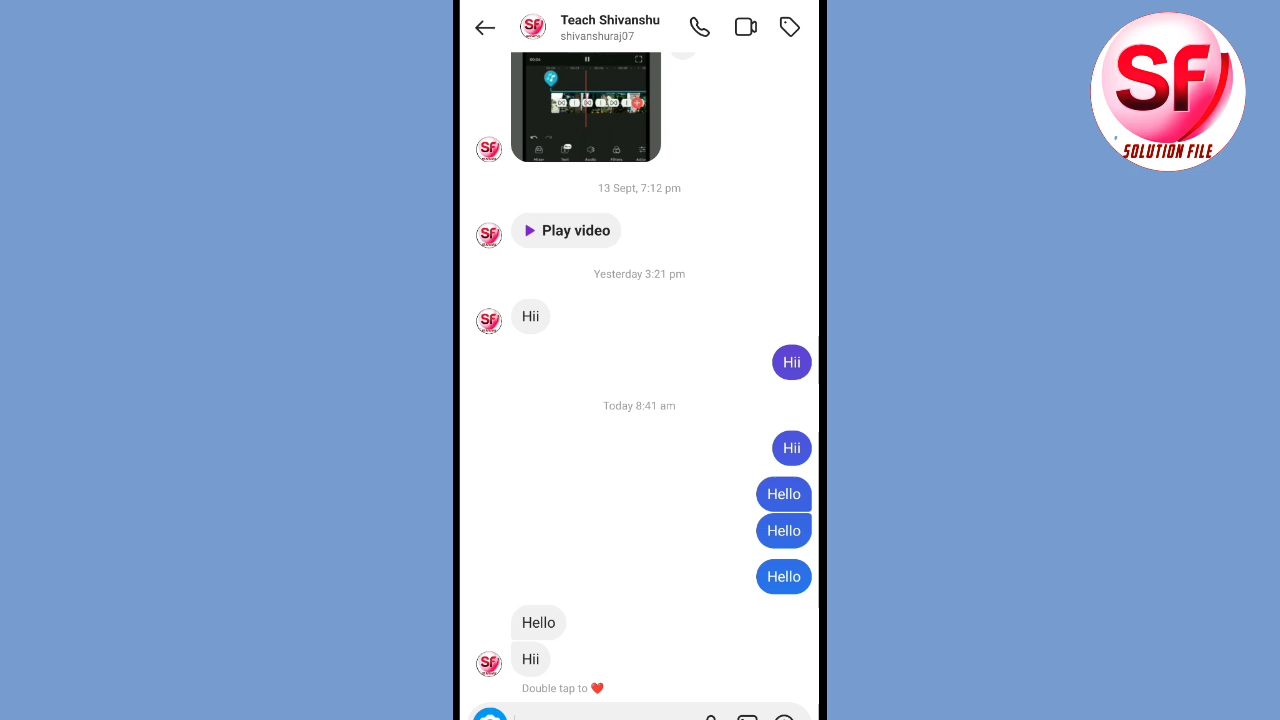 Teach Shivanshu
shivanshuraj07
SF
SOLUTION FILE
13 Sept, 7:12 pm
Play video
Yesterday 3:21 pm
Hii
Hii
Today 8:41 am
Hii
Hello
Hello
Hello
Hello
Hii
Double tap to ❤️